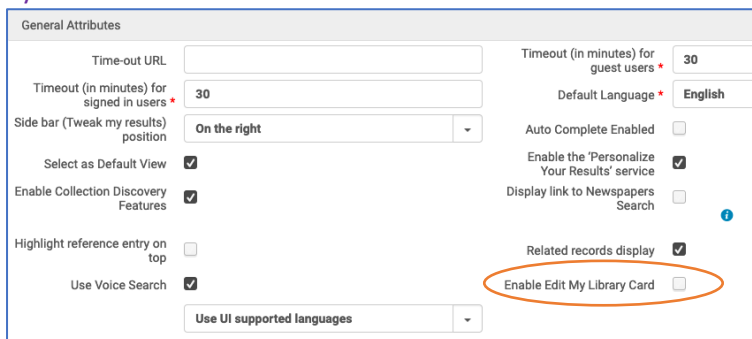 General Attributes
Time-out URL
Timeout (in minutes) for
guest users *
30
Timeout (in minutes) for
signed in users *
30
Default Language *
English
Side bar (Tweak my results)
position
On the right
Auto Complete Enabled
Select as Default View
Enable the 'Personalize
Your Results' service
Enable Collection Discovery
Features
Display link to Newspapers
Search
Highlight reference entry on
top
Related records display
Use Voice Search
Enable Edit My Library Card
Use UI supported languages